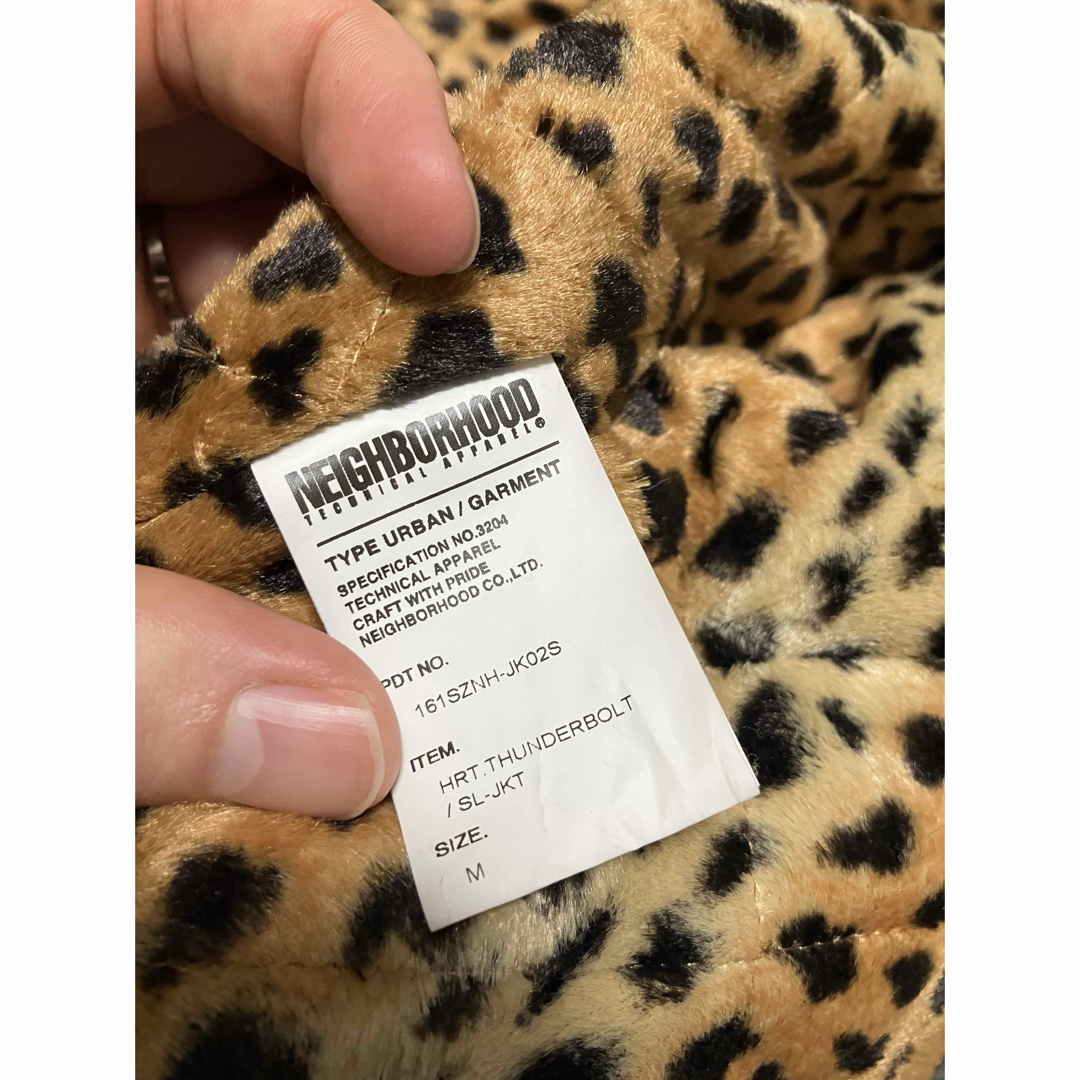 NEIGHBORHOOD
TECHNICAL APPAREL®
TYPE URBAN / GARMENT
SPECIFICATION NO.3204
TECHNICAL APPAREL
CRAFT WITH PRIDE
NEIGHBORHOOD CO.,LTD.
PDT NO.
161SZNH-JK02S
ITEM.
HRT.THUNDERBOLT
/ SL-JKT
SIZE.
M